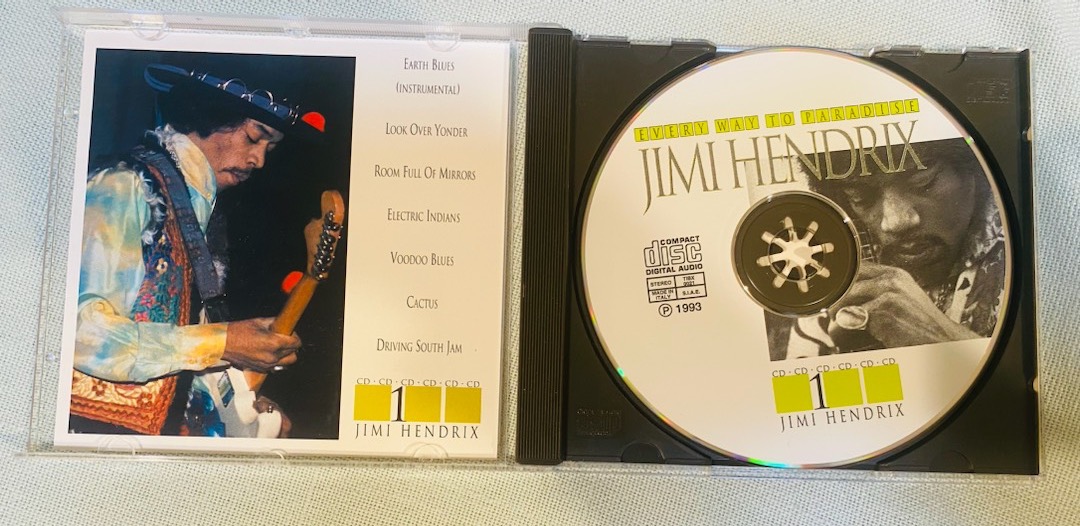 EARTH BLUES
(INSTRUMENTAL)
LOOK OVER YONDER
ROOM FULL OF MIRRORS
ELECTRIC INDIANS
VOODOO BLUES
CACTUS
DRIVING SOUTH JAM
CD · CD · CD · CD · CD · CD
1
JIMI HENDRIX
EVERY WAY TO PARADISE
JIMI HENDRIX
COMPACT
disc
DIGITAL AUDIO
STEREO
MADE IN
ITALY
S.I.A.E.
Ⓟ 1993
CD · CD · CD · CD · CD · CD
1
JIMI HENDRIX